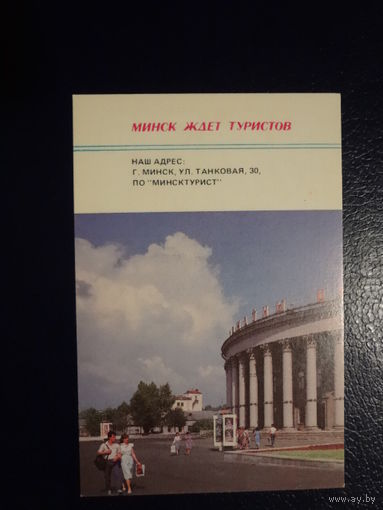 МИНСК ЖДЕТ ТУРИСТОВ
НАШ АДРЕС:
Г. МИНСК, УЛ. ТАНКОВАЯ, 30,
ПО "МИНСКТУРИСТ"
www.ay.by